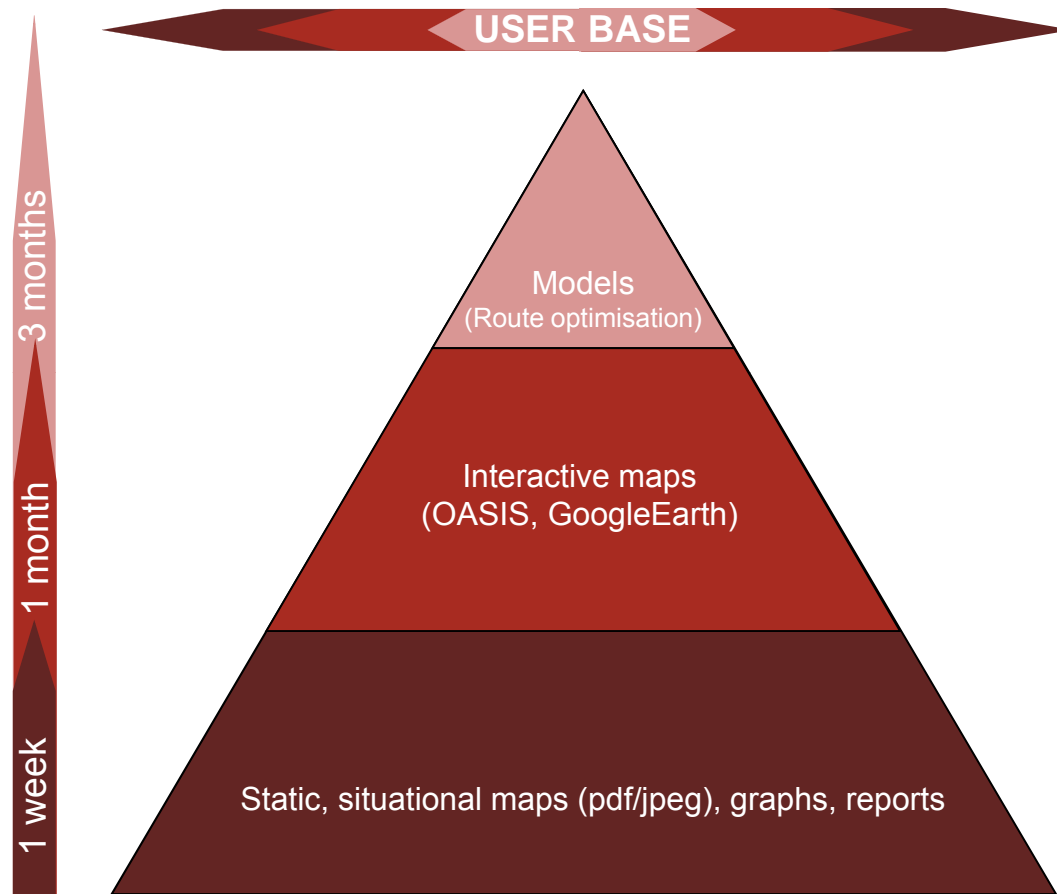 USER BASE
3 months
1 month
1 week
Models
(Route optimisation)
Interactive maps
(OASIS, GoogleEarth)
Static, situational maps (pdf/jpeg), graphs, reports